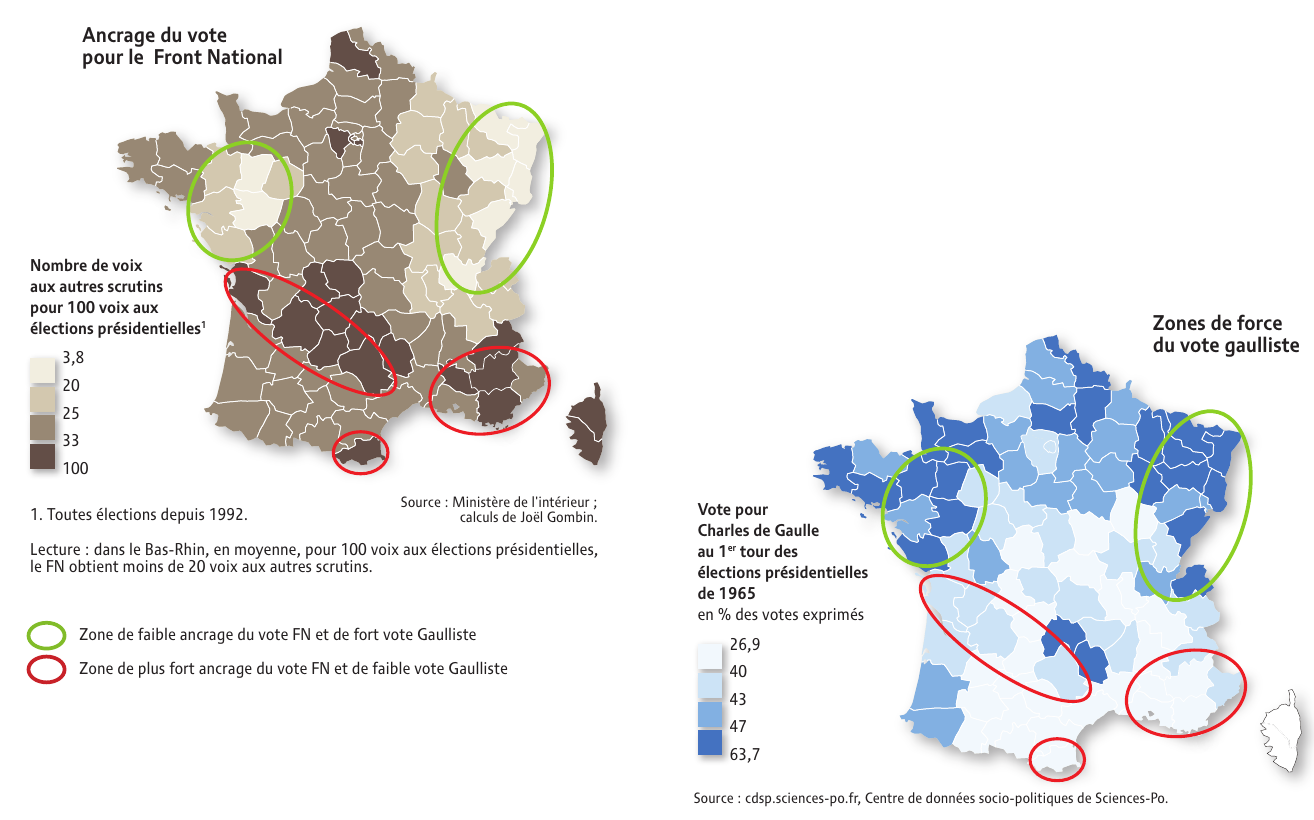 Ancrage du vote
pour le Front National
Nombre de voix
aux autres scrutins
pour 100 voix aux
élections présidentielles¹
3,8
20
25
33
100
1. Toutes élections depuis 1992.
Source : Ministère de l'intérieur ;
calculs de Joël Gombin.
Lecture : dans le Bas-Rhin, en moyenne, pour 100 voix aux élections présidentielles,
le FN obtient moins de 20 voix aux autres scrutins.
Zone de faible ancrage du vote FN et de fort vote Gaulliste
Zone de plus fort ancrage du vote FN et de faible vote Gaulliste
Zones de force
du vote gaulliste
Vote pour
Charles de Gaulle
au 1er tour des
élections présidentielles
de 1965
en % des votes exprimés
26,9
40
43
47
63,7
Source : cdsp.sciences-po.fr, Centre de données socio-politiques de Sciences-Po.